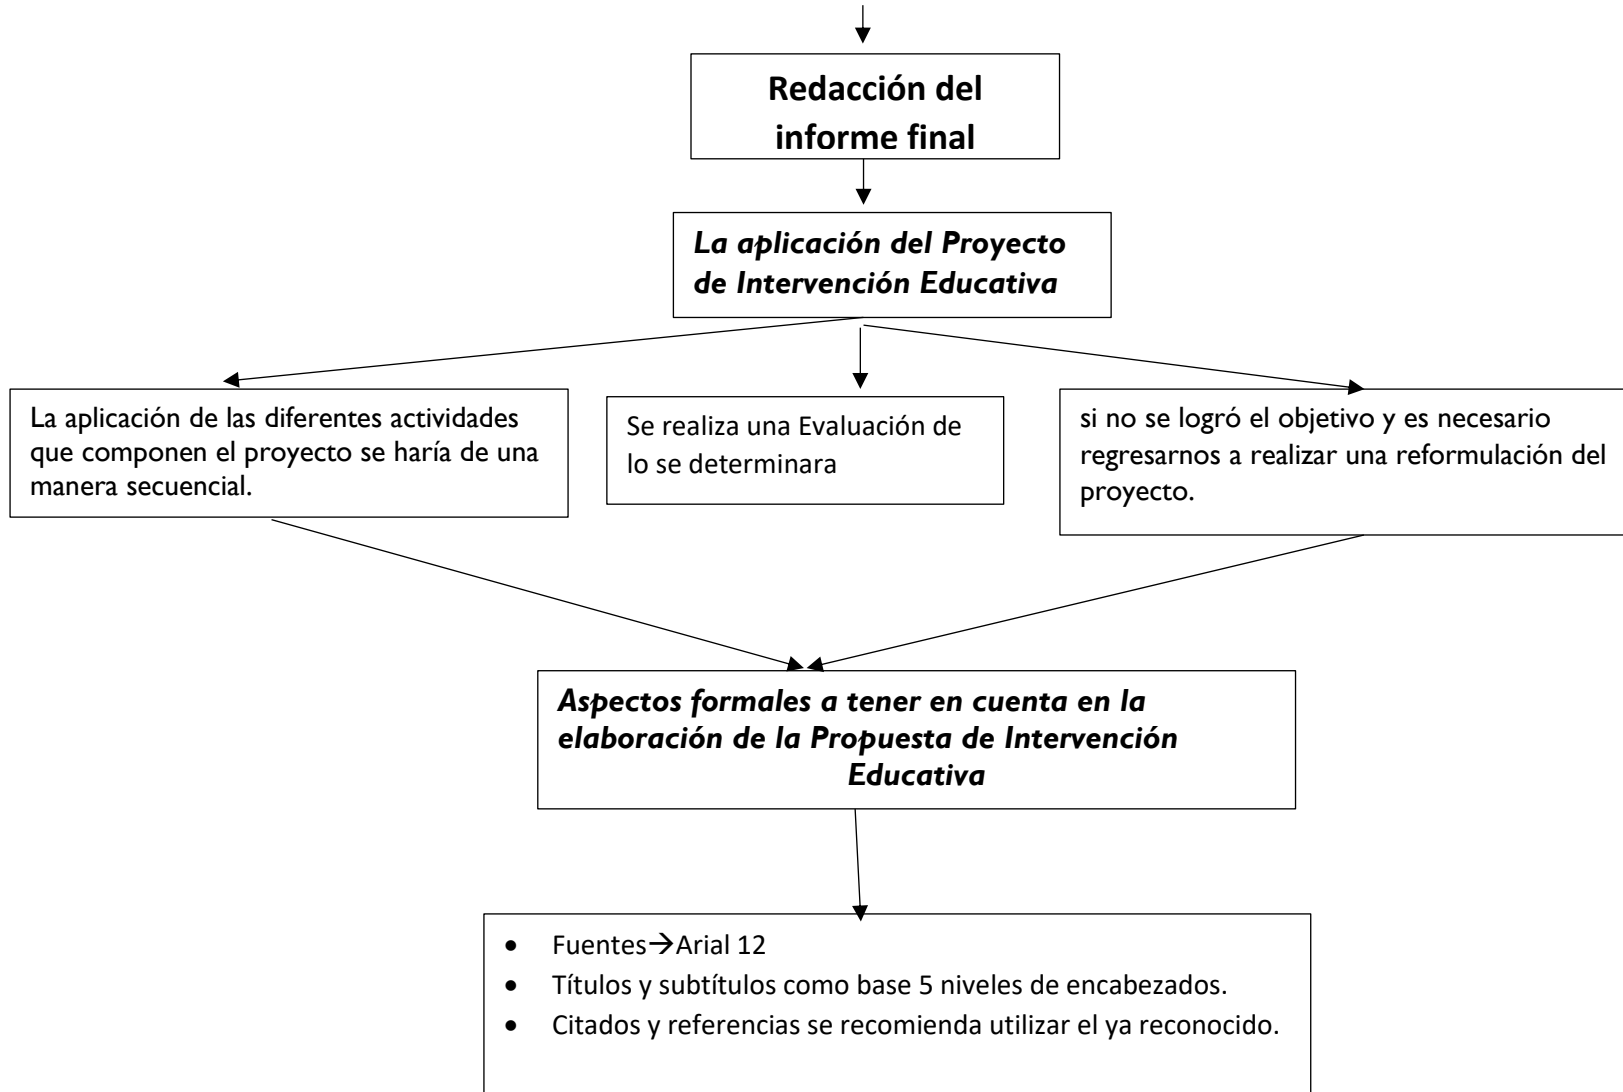 Redacción del
informe final
La aplicación del Proyecto
de Intervención Educativa
La aplicación de las diferentes actividades
que componen el proyecto se haría de una
manera secuencial.
Se realiza una Evaluación de
lo se determinara
si no se logró el objetivo y es necesario
regresarnos a realizar una reformulación del
proyecto.
Aspectos formales a tener en cuenta en la
elaboración de la Propuesta de Intervención
Educativa
• Fuentes→Arial 12
• Títulos y subtítulos como base 5 niveles de encabezados.
• Citados y referencias se recomienda utilizar el ya reconocido.